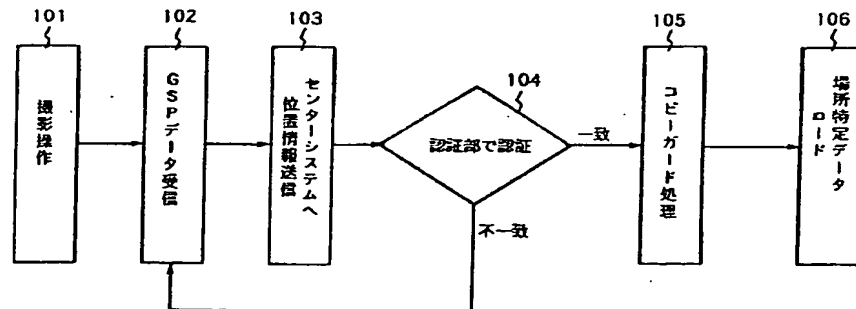 101
102
103
104
105
106
撮影操作
GSPデータ受信
センターシステムへ
位置情報送信
認証部で認証
一致
不一致
コピーガード処理
場所特定データ
ロード